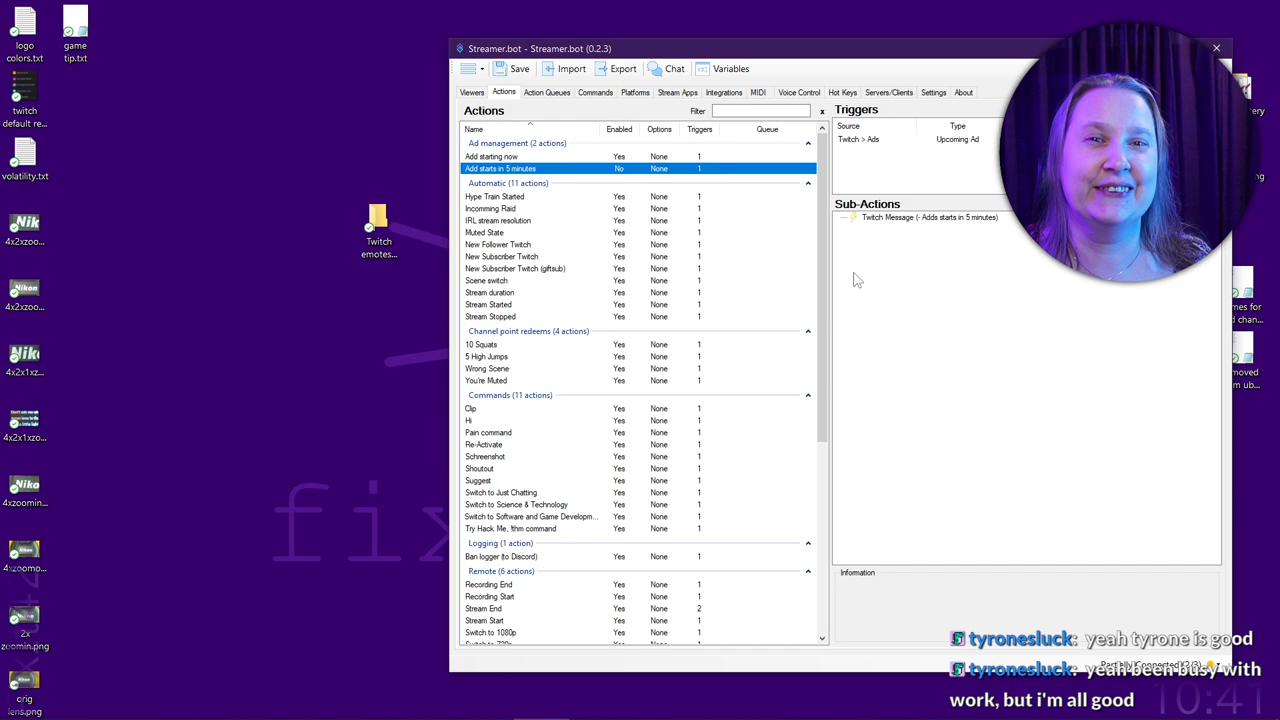 logo
colors.txt
game
tip.txt
twitch
default re...
volatility.txt
4x2xzoo...
4x2xzoo...
4x2x1xz...
4x2x1xzo...
4xzoomin...
4xzoomo...
2x
zoomin.png
orig
lens.png
Twitch
emotes...
fix
Streamer.bot - Streamer.bot (0.2.3)
Save Import Export Chat Variables
Viewers Actions Action Queues Commands Platforms Stream Apps Integrations MIDI Voice Control Hot Keys Servers/Clients Settings About
Actions Filter x
Name Enabled Options Triggers Queue
Ad management (2 actions)
Add starting now Yes None 1
Add starts in 5 minutes No None 1
Automatic (11 actions)
Hype Train Started Yes None 1
Incomming Raid Yes None 1
IRL stream resolution Yes None 1
Muted State Yes None 1
New Follower Twitch Yes None 1
New Subscriber Twitch Yes None 1
New Subscriber Twitch (giftsub) Yes None 1
Scene switch Yes None 1
Stream duration Yes None 1
Stream Started Yes None 1
Stream Stopped Yes None 1
Channel point redeems (4 actions)
10 Squats Yes None 1
5 High Jumps Yes None 1
Wrong Scene Yes None 1
You're Muted Yes None 1
Commands (11 actions)
Clip Yes None 1
Hi Yes None 1
Pain command Yes None 1
Re-Activate Yes None 1
Schreenshot Yes None 1
Shoutout Yes None 1
Suggest Yes None 1
Switch to Just Chatting Yes None 1
Switch to Science & Technology Yes None 1
Switch to Software and Game Developm... Yes None 1
Try Hack Me, !thm command Yes None 1
Logging (1 action)
Ban logger (to Discord) Yes None 1
Remote (6 actions)
Recording End Yes None 1
Recording Start Yes None 1
Stream End Yes None 2
Stream Start Yes None 1
Switch to 1080p Yes None 1
Triggers
Source Type
Twitch > Ads Upcoming Ad
Sub-Actions
Twitch Message (- Adds starts in 5 minutes)
Information
tyronesluck: yeah tyrone is good
tyronesluck: yeah been busy with
work, but i'm all good
10:41